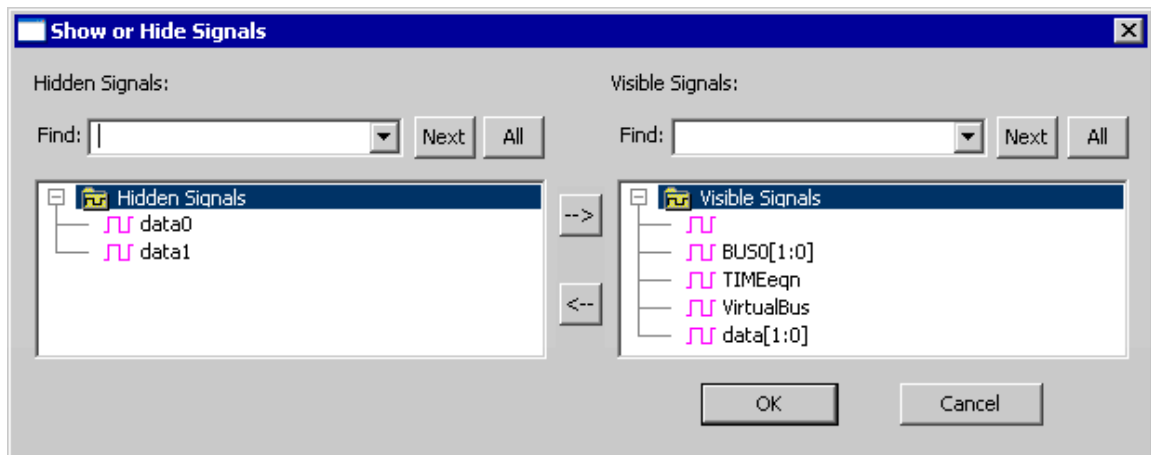 Show or Hide Signals
Hidden Signals:
Visible Signals:
Find:
Next
All
Find:
Next
All
Hidden Signals
data0
data1
-->
<--
Visible Signals
BUS0[1:0]
TIMEeqn
VirtualBus
data[1:0]
OK
Cancel